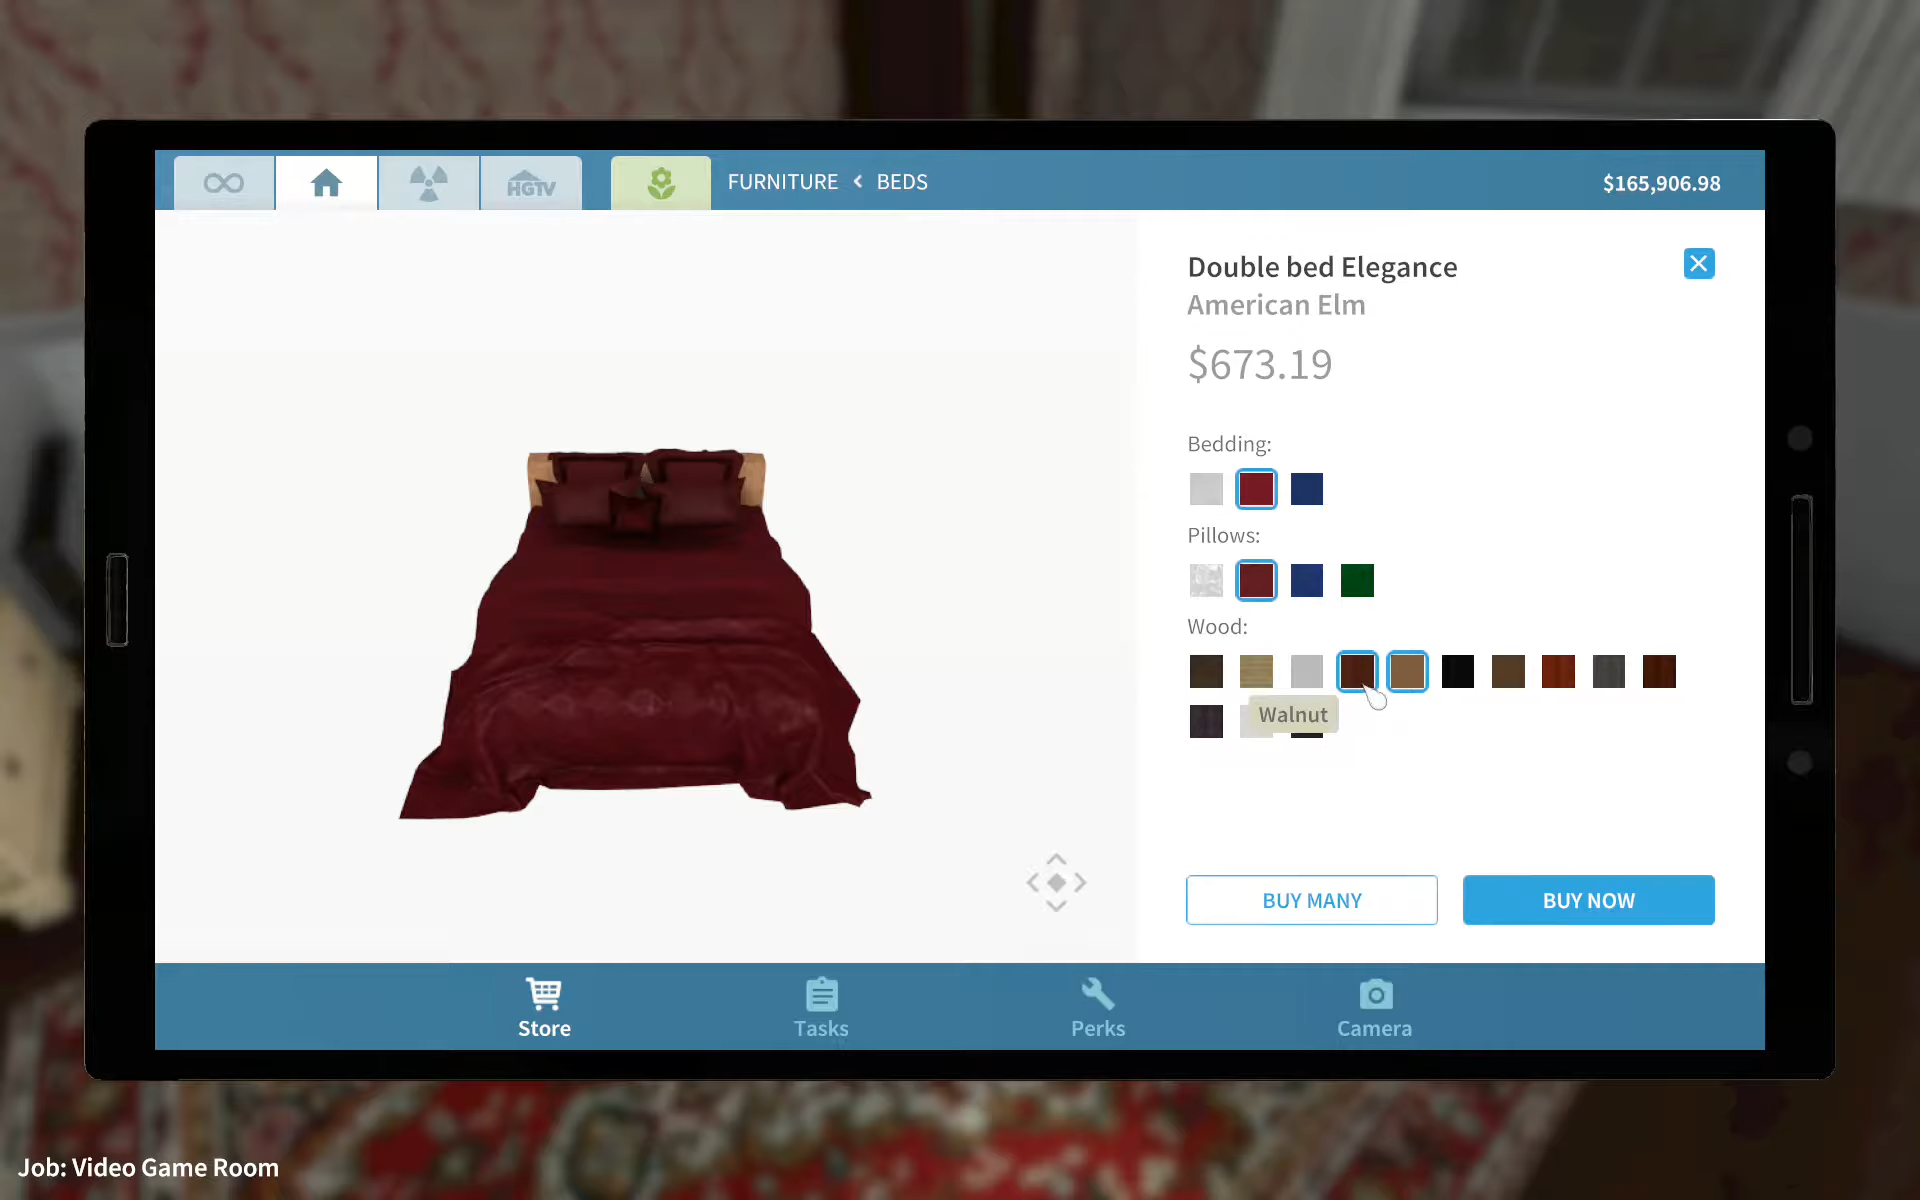 HGTV
FURNITURE < BEDS
$165,906.98
Double bed Elegance
American Elm
$673.19
Bedding:
Pillows:
Wood:
Walnut
BUY MANY
BUY NOW
Store
Tasks
Perks
Camera
Job: Video Game Room